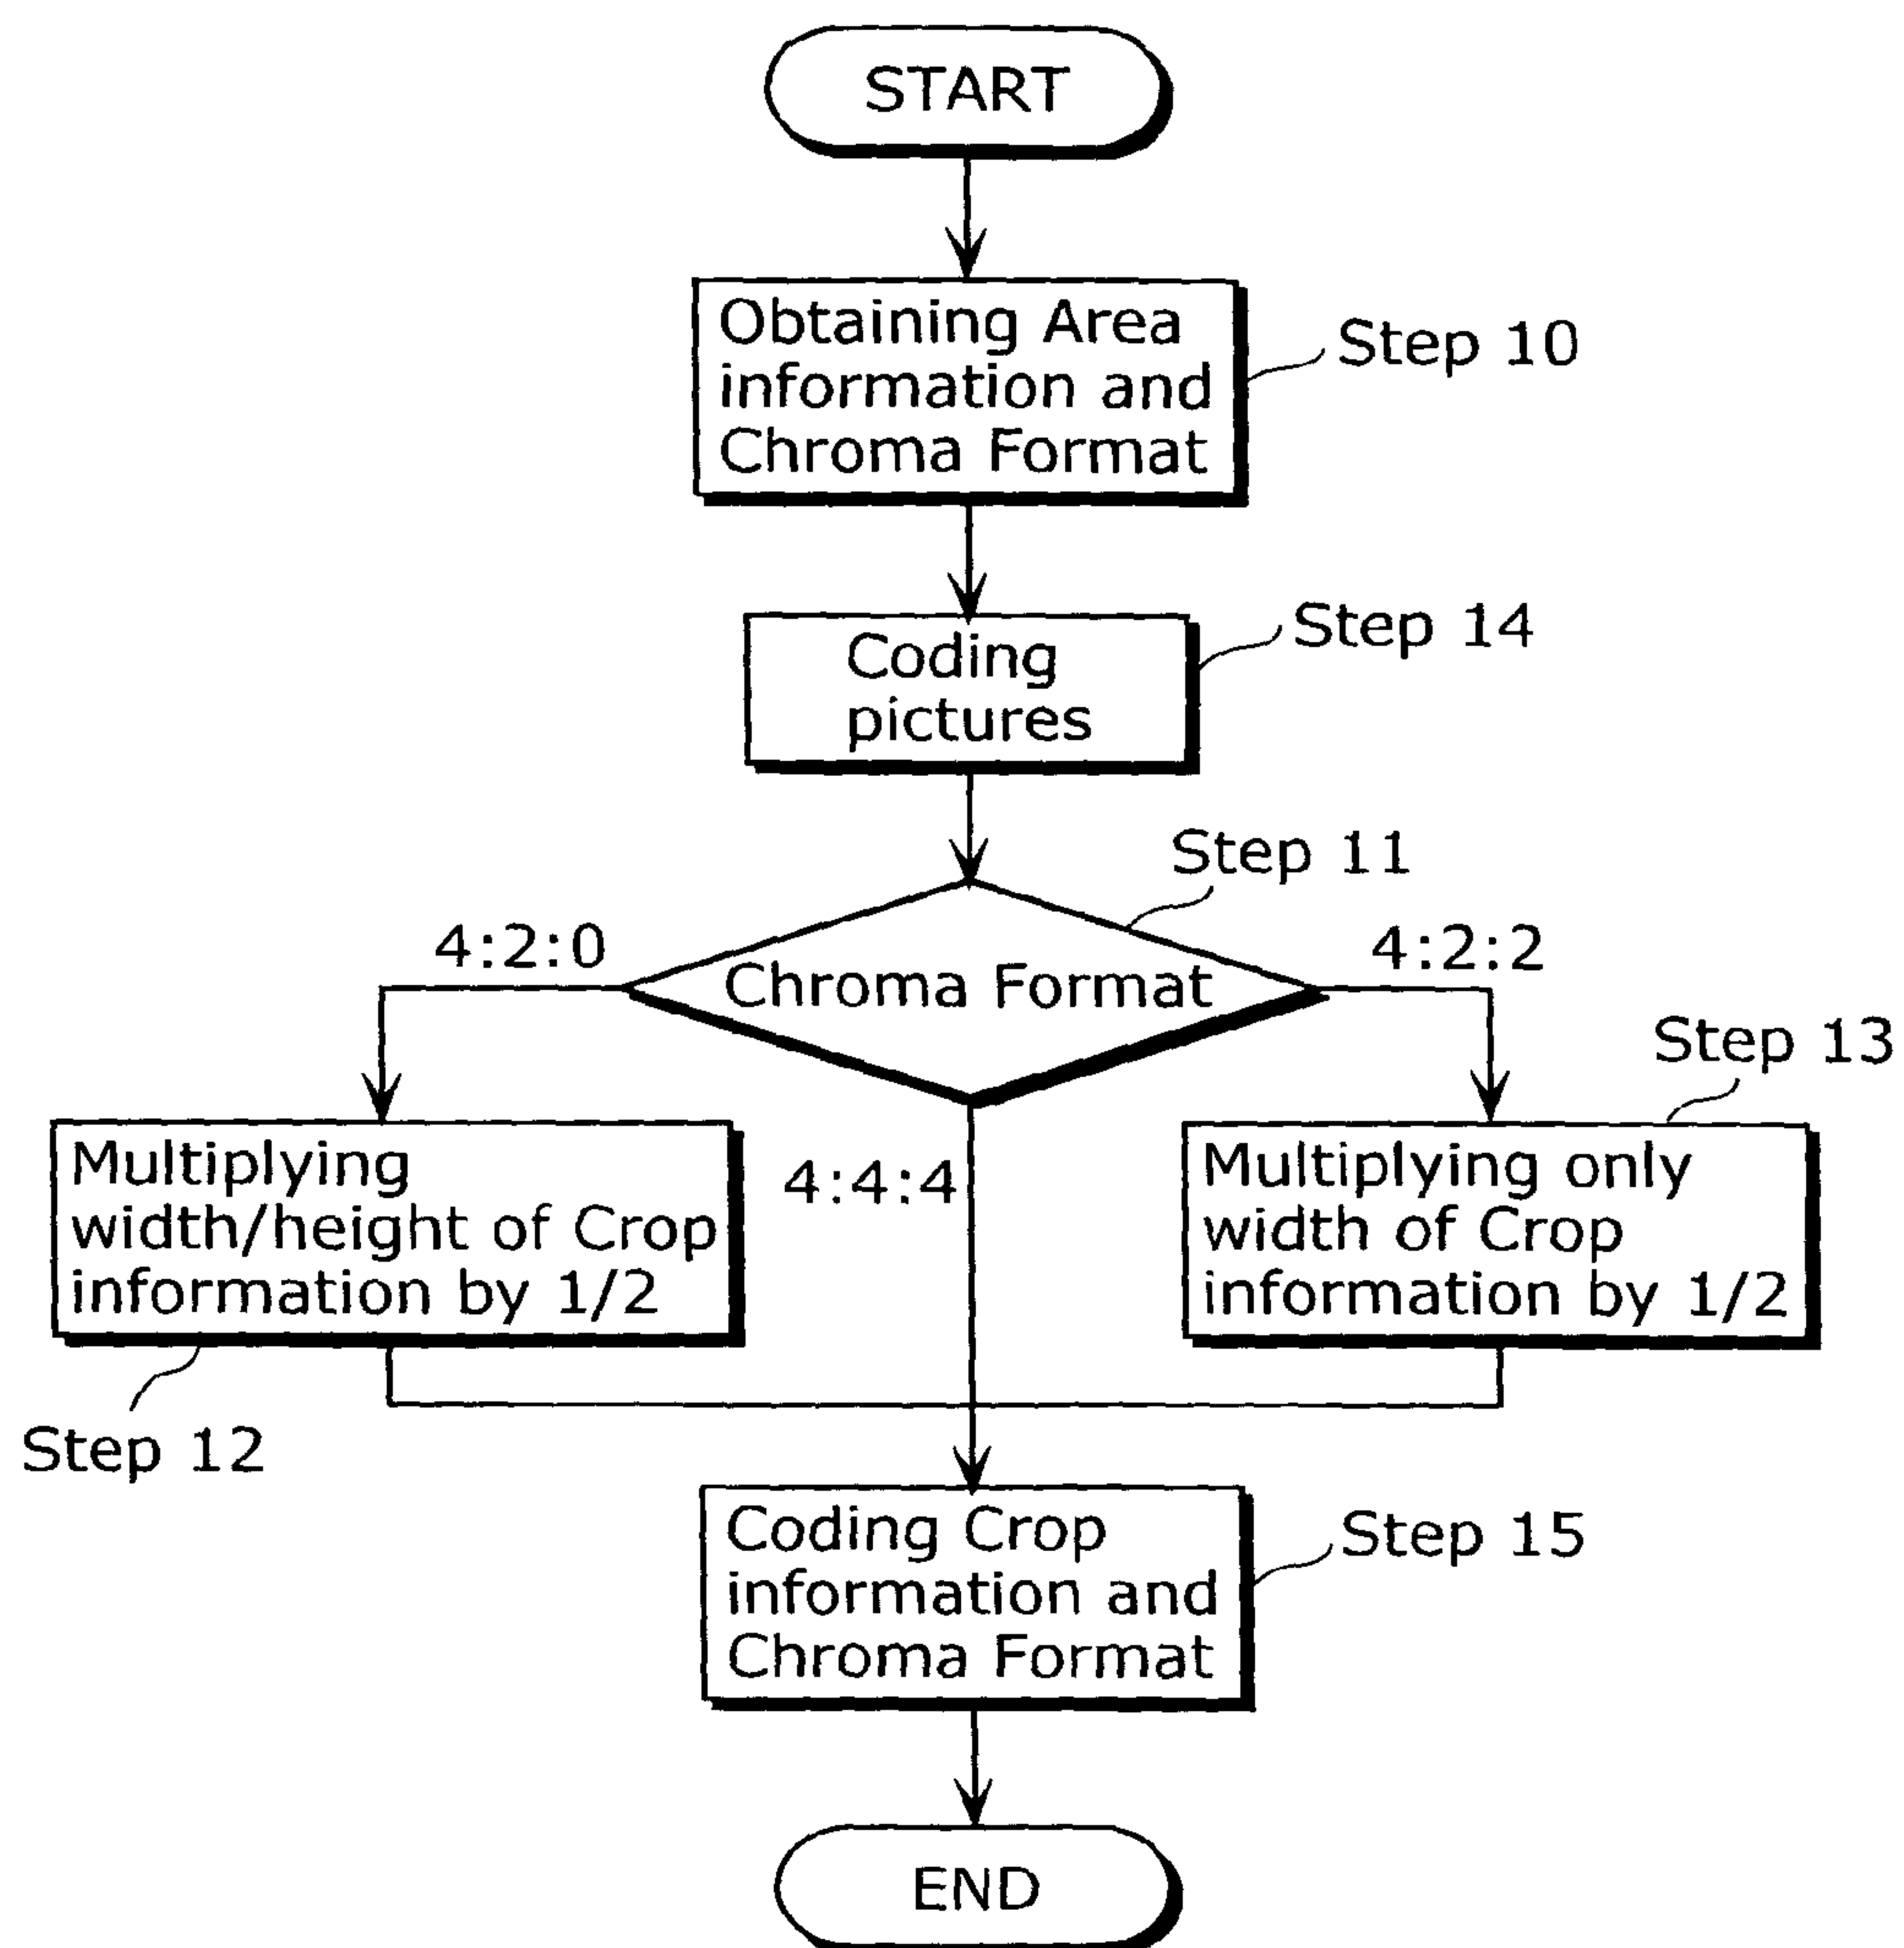 START
Obtaining Area
information and
Chroma Format
Step 10
Coding
pictures
Step 14
Step 11
4:2:0
Chroma Format
4:2:2
Step 13
Multiplying
width/height of Crop
information by 1/2
4:4:4
Multiplying only
width of Crop
information by 1/2
Step 12
Coding Crop
information and
Chroma Format
Step 15
END